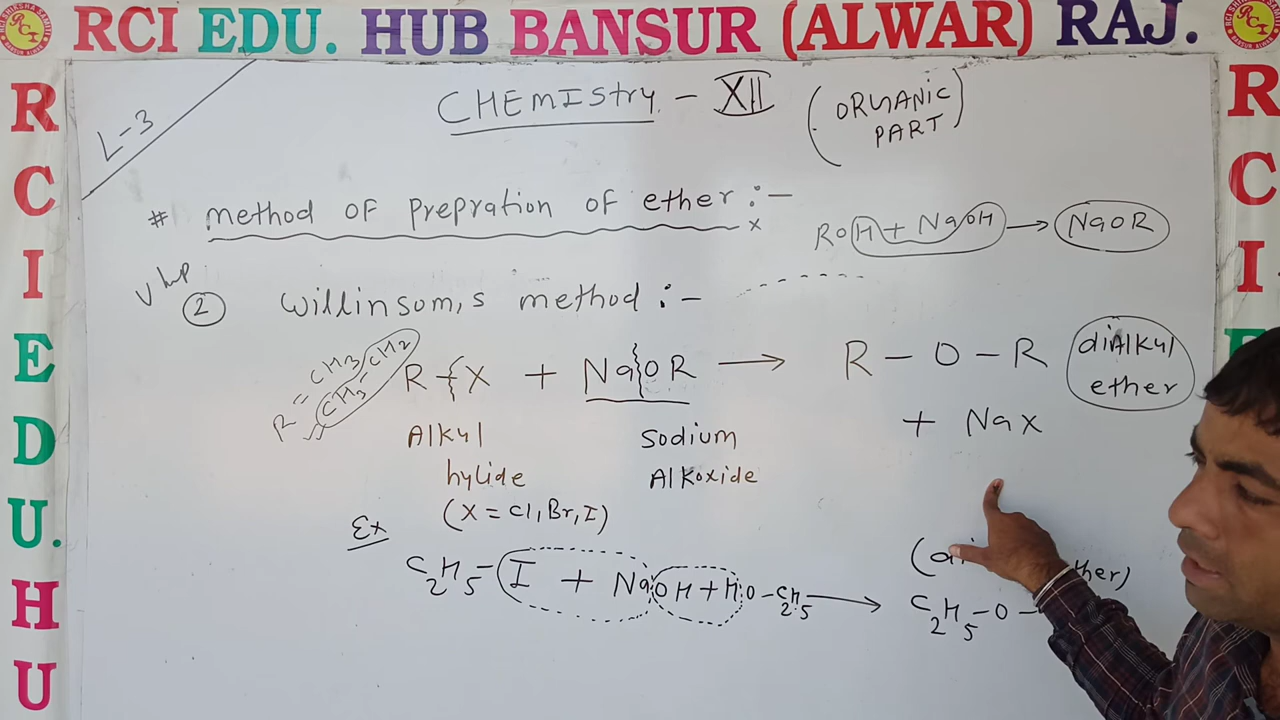 RCI EDU. HUB BANSUR (ALWAR) RAJ.
R
C
I
E
D
U.
H
U
R
C
I
E
L-3
CHEMIStry - XII (ORGANIC
PART)
# method of prepration of ether :-
ROH + NaOH → NaOR
V Imp
② Willinsom,s method :-
R = CH3
CH3-CH2
R - X + NaOR → R - O - R
+ NaX
diAlkyl
ether
Alkyl
hylide
(X = Cl, Br, I)
Sodium
Alkoxide
Ex
C2H5 - I + NaOH + HO - C2H5 → C2H5 - O -